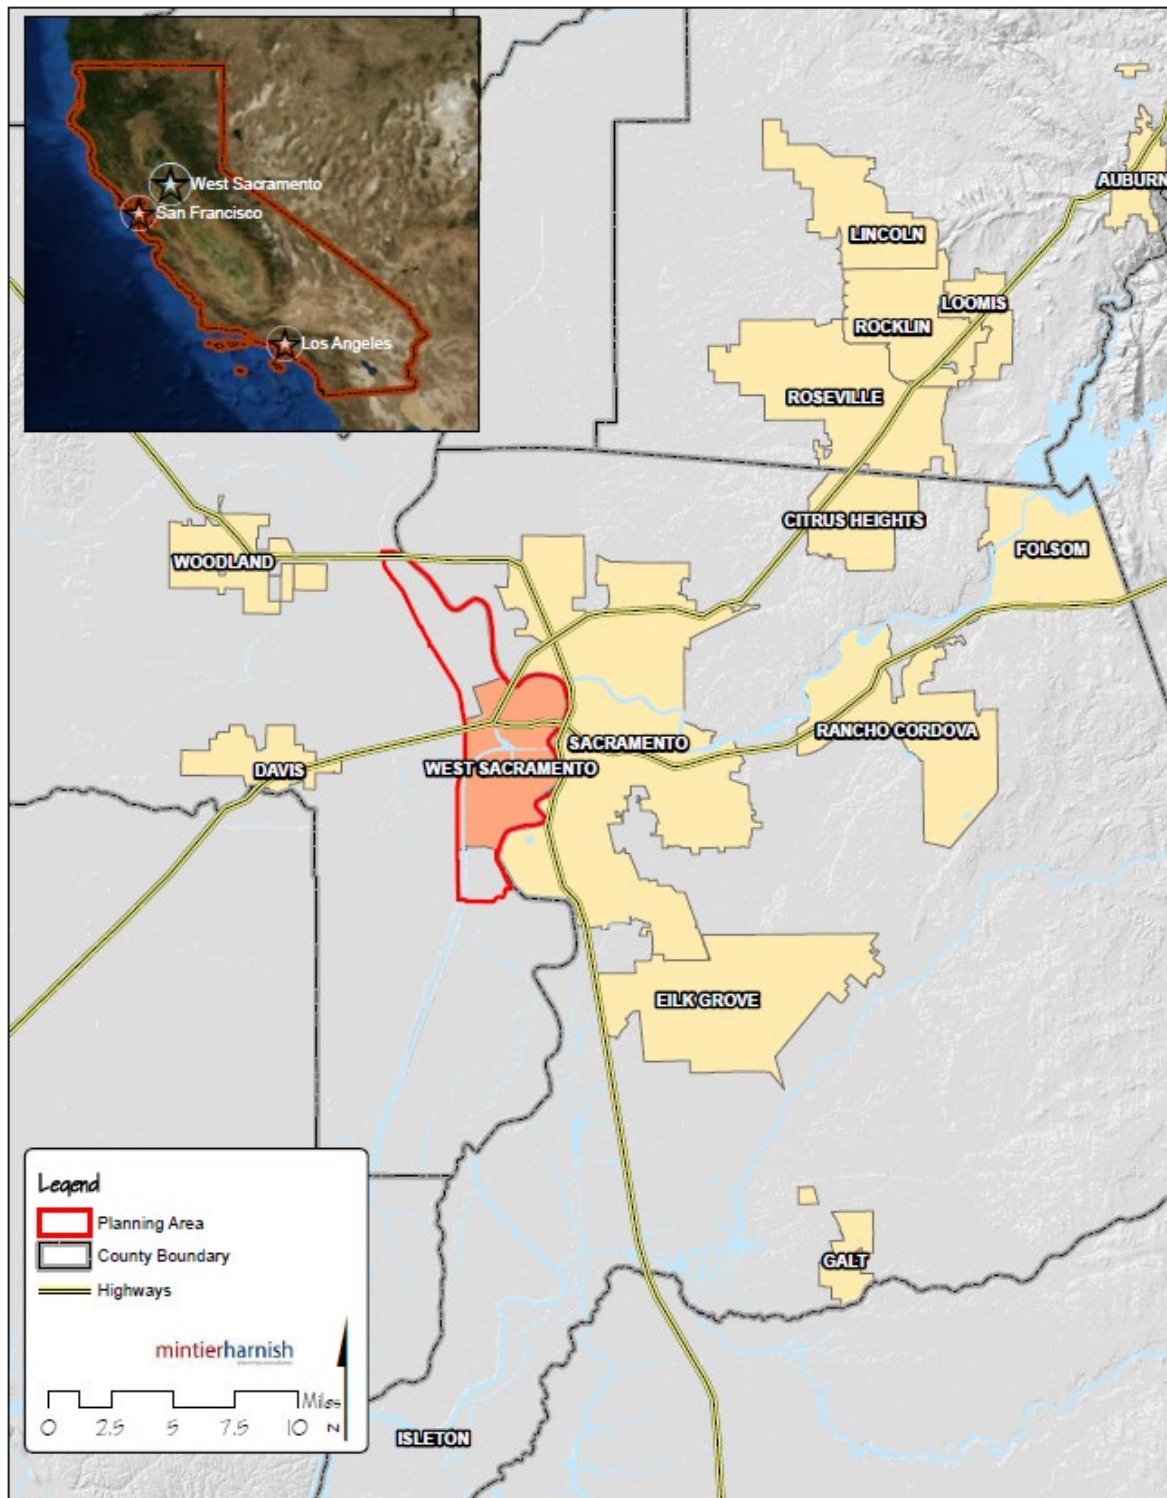 West Sacramento
San Francisco
Los Angeles
AUBURN
LINCOLN
LOOMIS
ROCKLIN
ROSEVILLE
CITRUS HEIGHTS
FOLSOM
WOODLAND
SACRAMENTO
RANCHO CORDOVA
WEST SACRAMENTO
DAVIS
EILK GROVE
GALT
ISLETON
Legend
Planning Area
County Boundary
Highways
mintierharnish
Miles
0 2.5 5 7.5 10
N